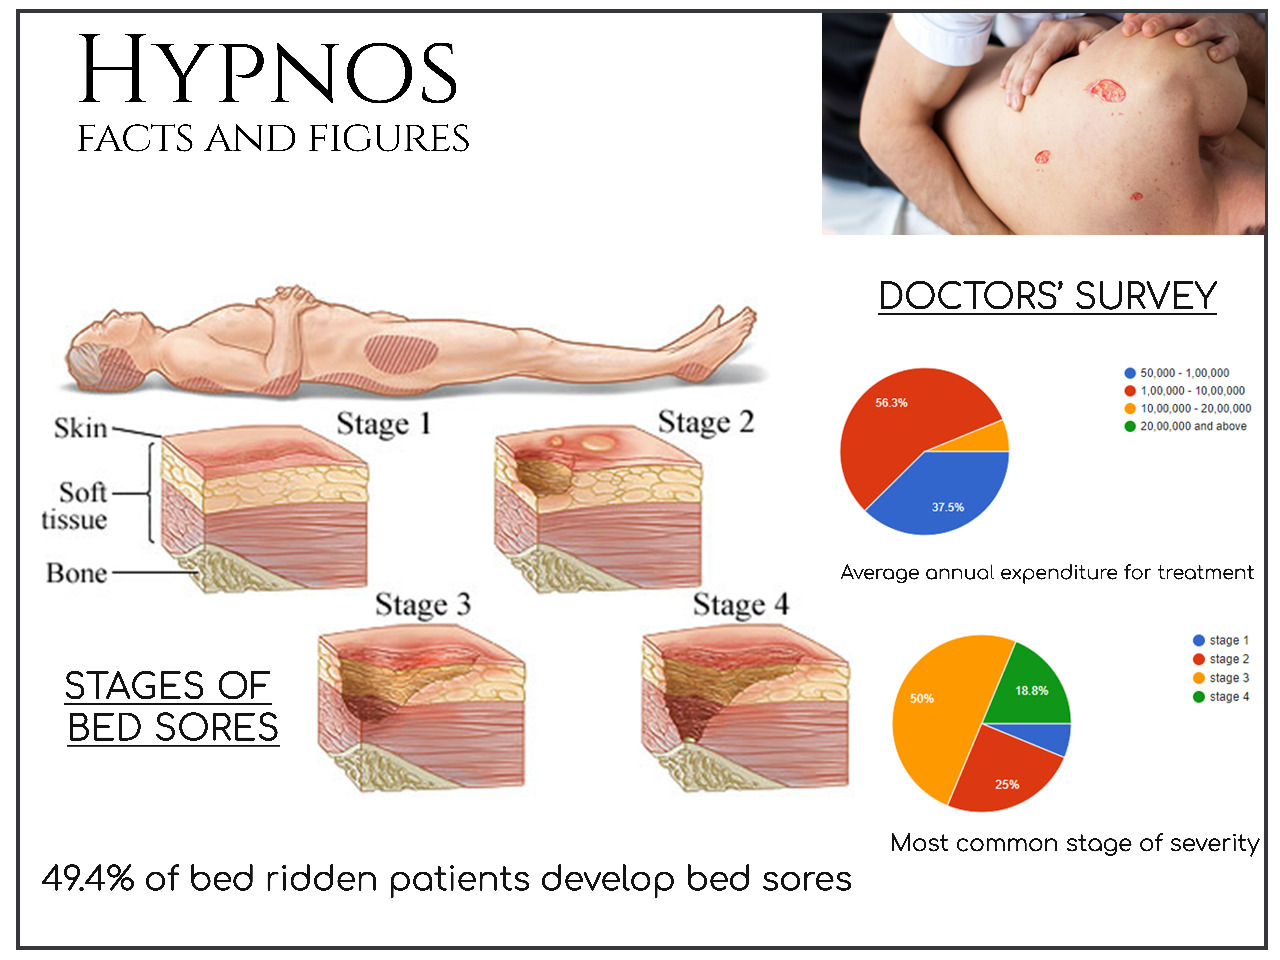 HYPNOS
FACTS AND FIGURES
Skin
Soft
tissue
Bone
Stage 1
Stage 2
Stage 3
Stage 4
STAGES OF
BED SORES
49.4% of bed ridden patients develop bed sores
DOCTORS' SURVEY
56.3%
37.5%
50,000 - 1,00,000
1,00,000 - 10,00,000
10,00,000 - 20,00,000
20,00,000 and above
Average annual expenditure for treatment
50%
18.8%
25%
stage 1
stage 2
stage 3
stage 4
Most common stage of severity